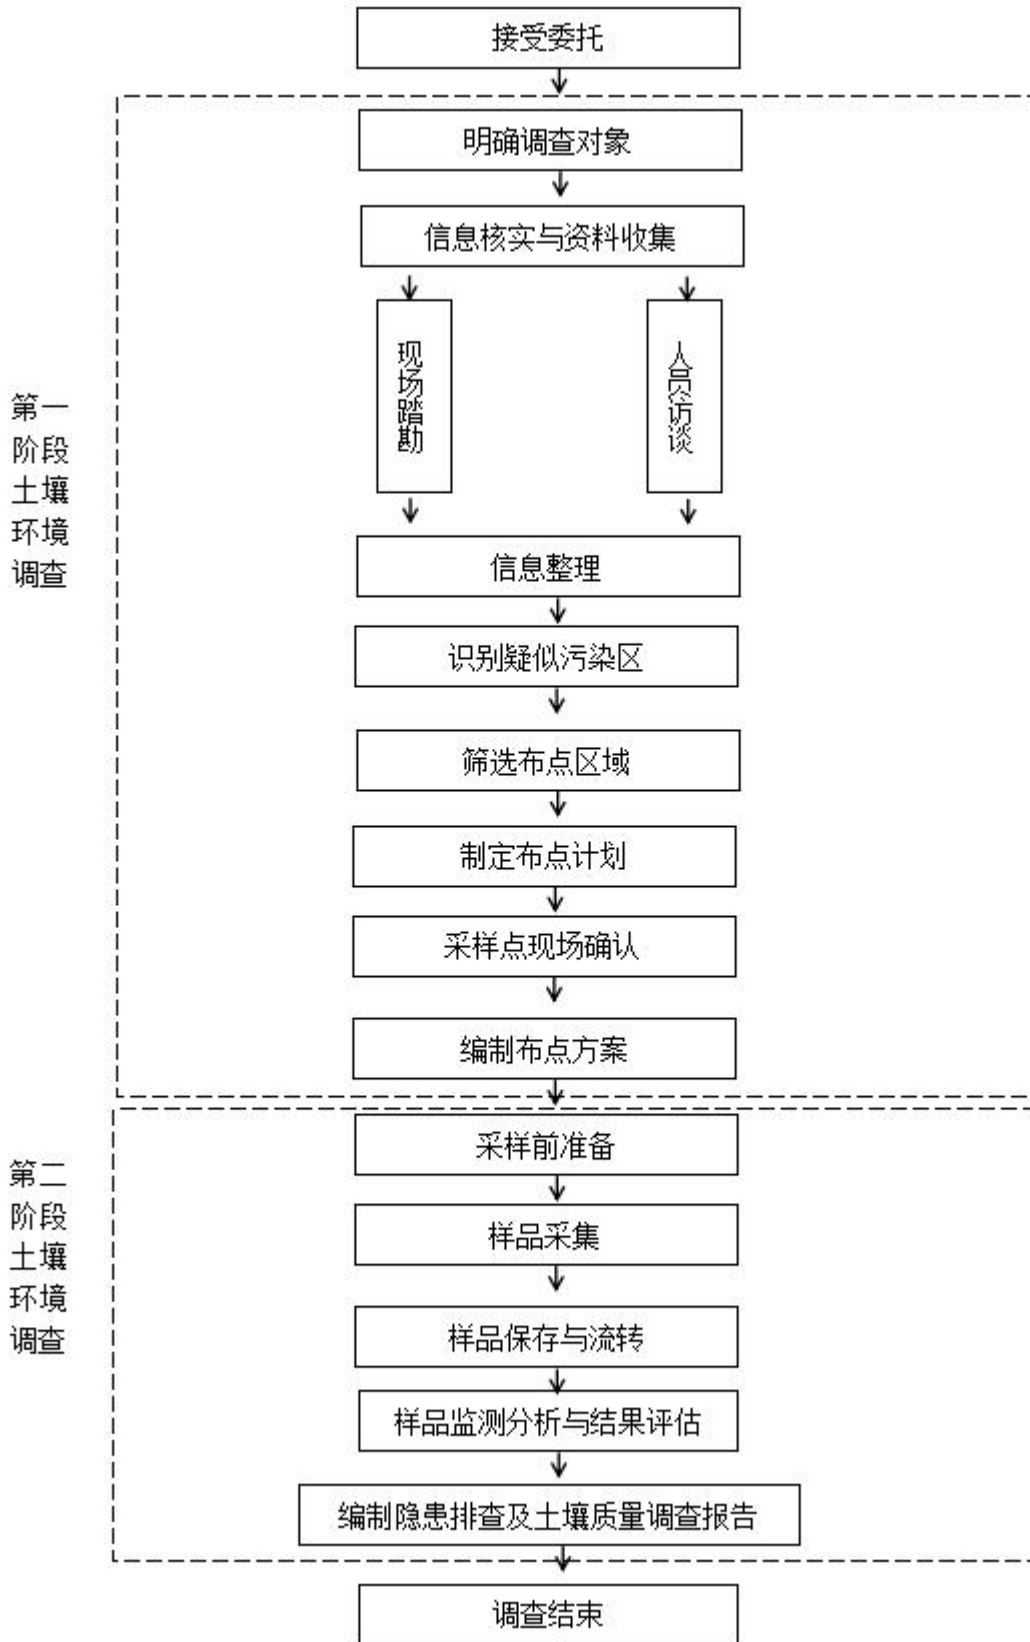 接受委托
明确调查对象
信息核实与资料收集
现场踏勘
人员访谈
第一
阶段
土壤
环境
调查
信息整理
识别疑似污染区
筛选布点区域
制定布点计划
采样点现场确认
编制布点方案
第二
阶段
土壤
环境
调查
采样前准备
样品采集
样品保存与流转
样品监测分析与结果评估
编制隐患排查及土壤质量调查报告
调查结束